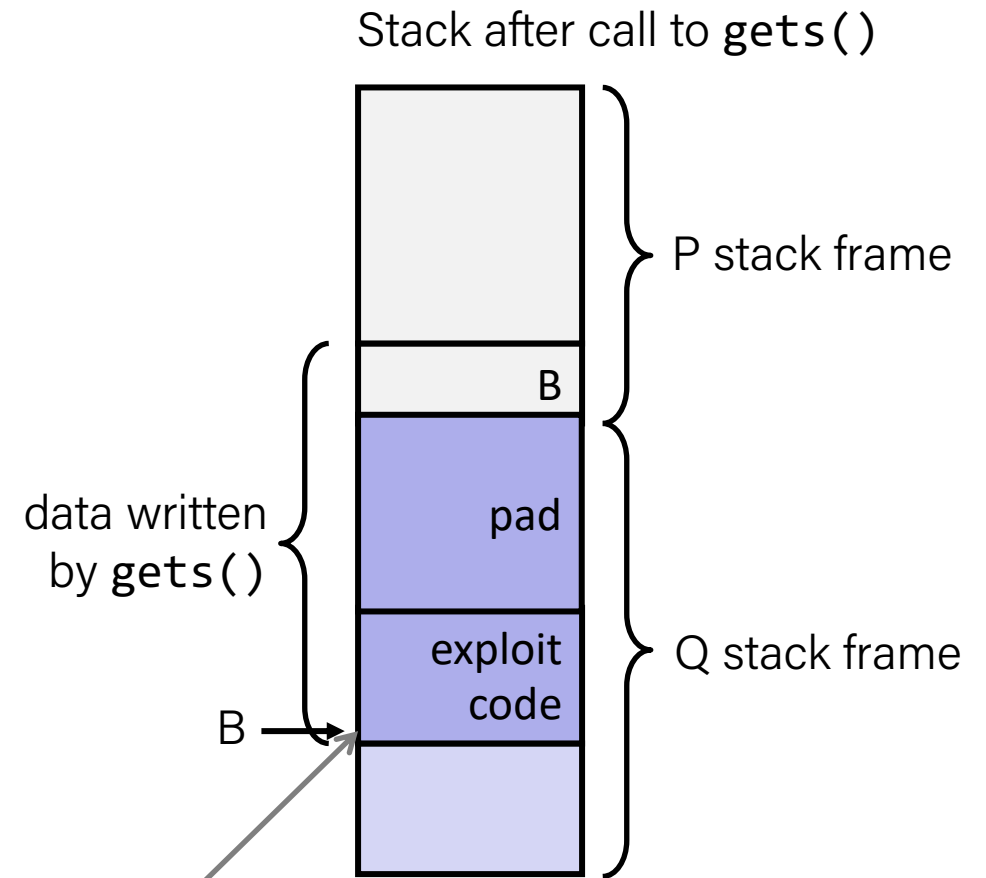 Stack after call to gets()
P stack frame
B
pad
data written
by gets()
exploit
code
Q stack frame
B